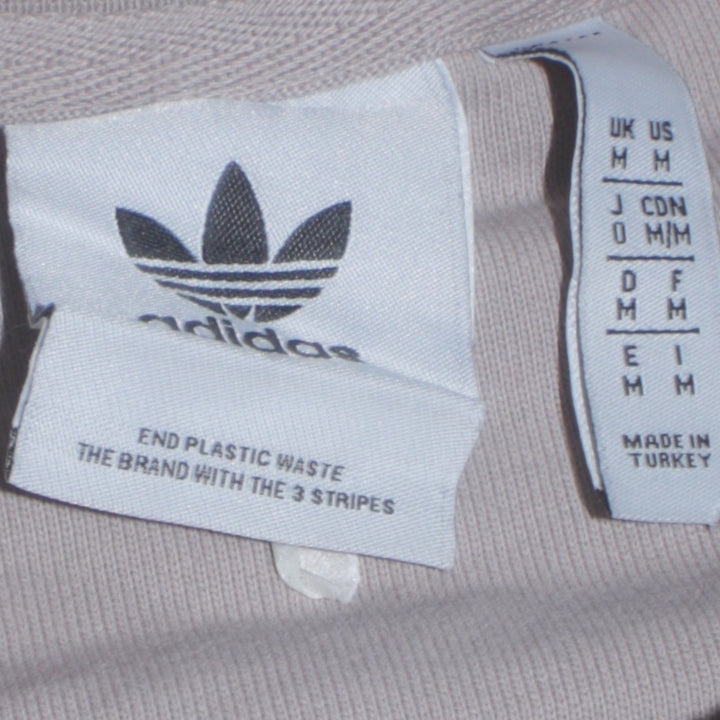 adidas
END PLASTIC WASTE
THE BRAND WITH THE 3 STRIPES
UK US
M M
J CDN
O M/M
D F
M M
E I
M M
MADE IN
TURKEY